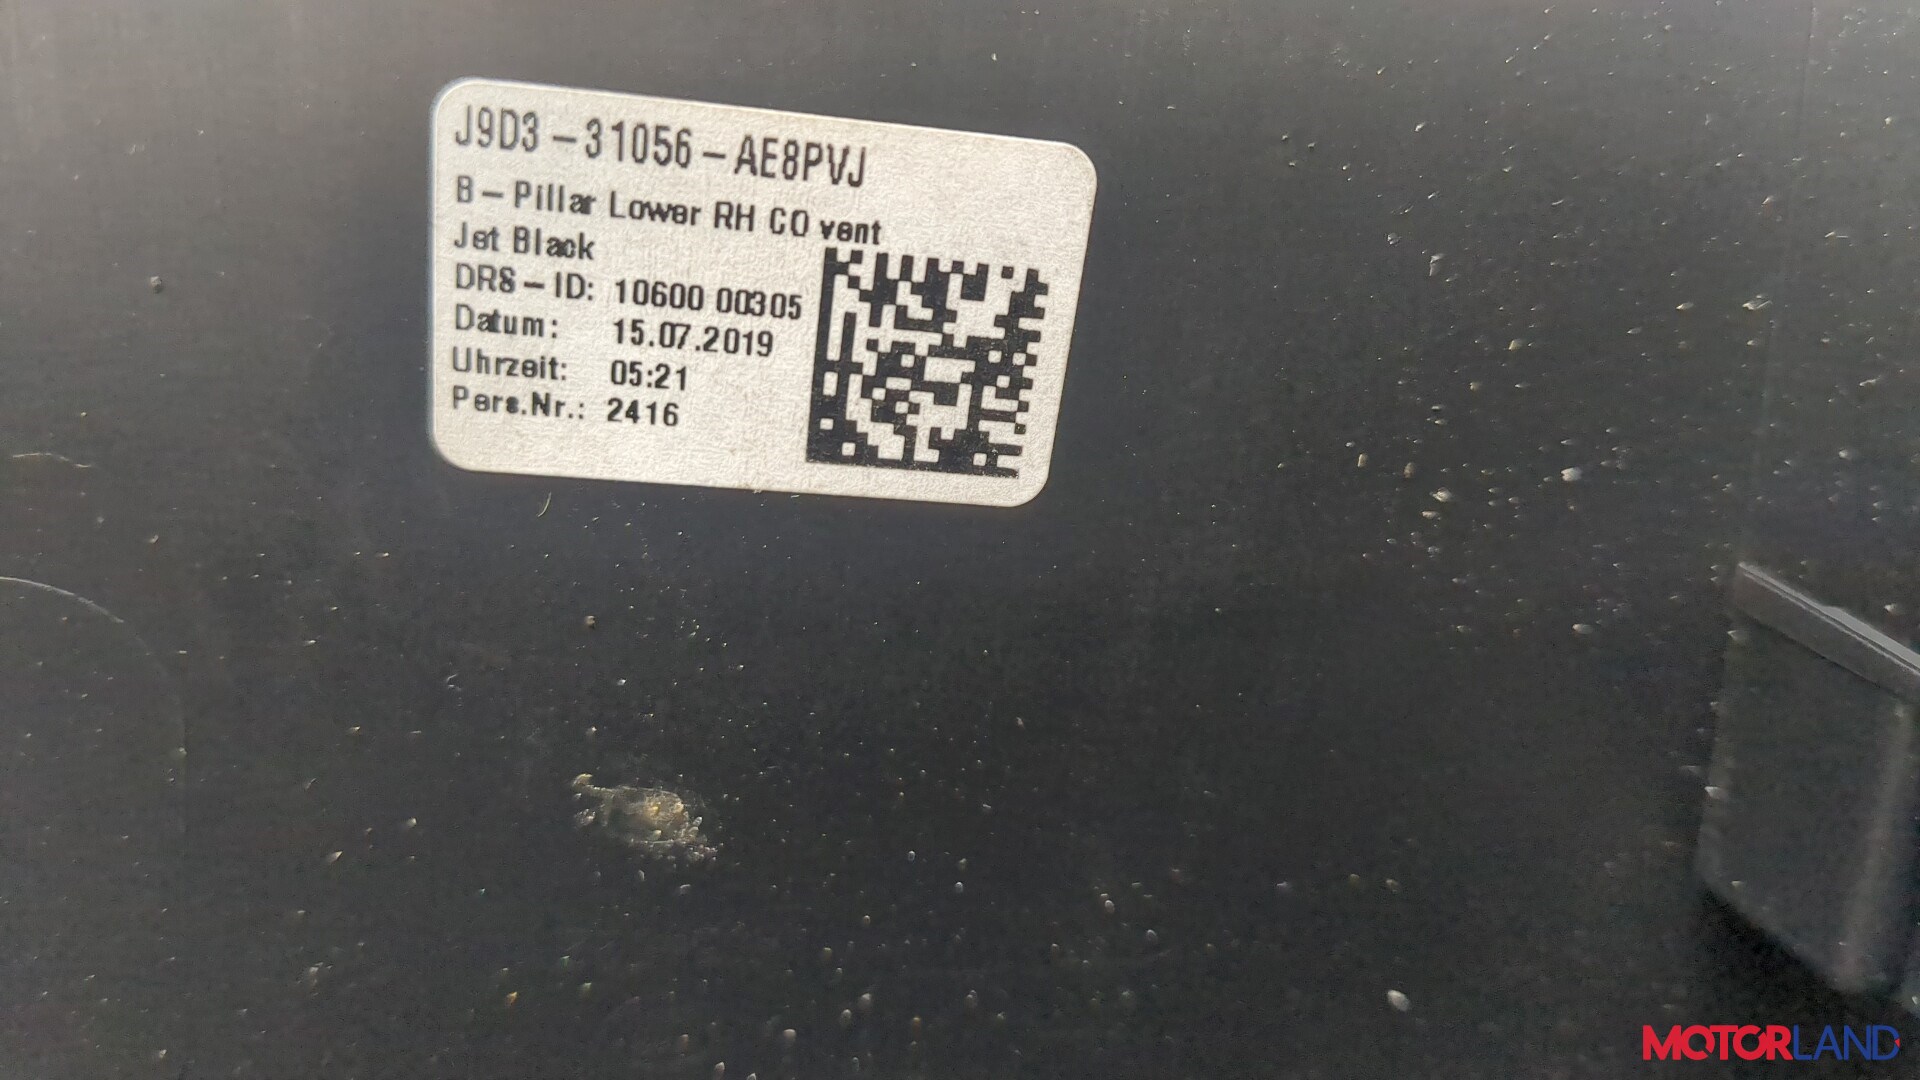 J9D3-31056-AE8PVJ
B-Pillar Lower RH CO vent
Jet Black
DRS-ID: 10600 00305
Datum: 15.07.2019
Uhrzeit: 05:21
Pers.Nr.: 2416
MOTORLAND